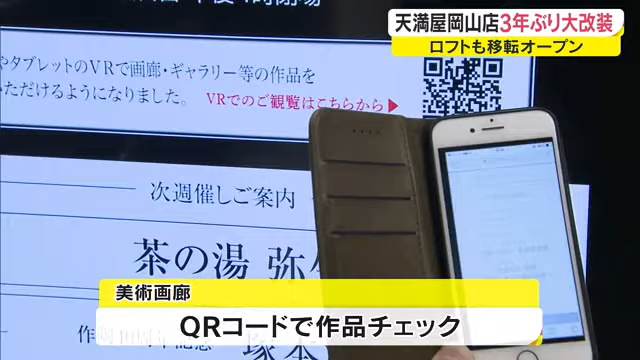 天満屋岡山店3年ぶり大改装
ロフトも移転オープン
やタブレットのVRで画廊・ギャラリー等の作品を
いただけるようになりました。 VRでのご観覧はこちらから▶
次週催しご案内
茶の湯 弥生
美術画廊
QRコードで作品チェック